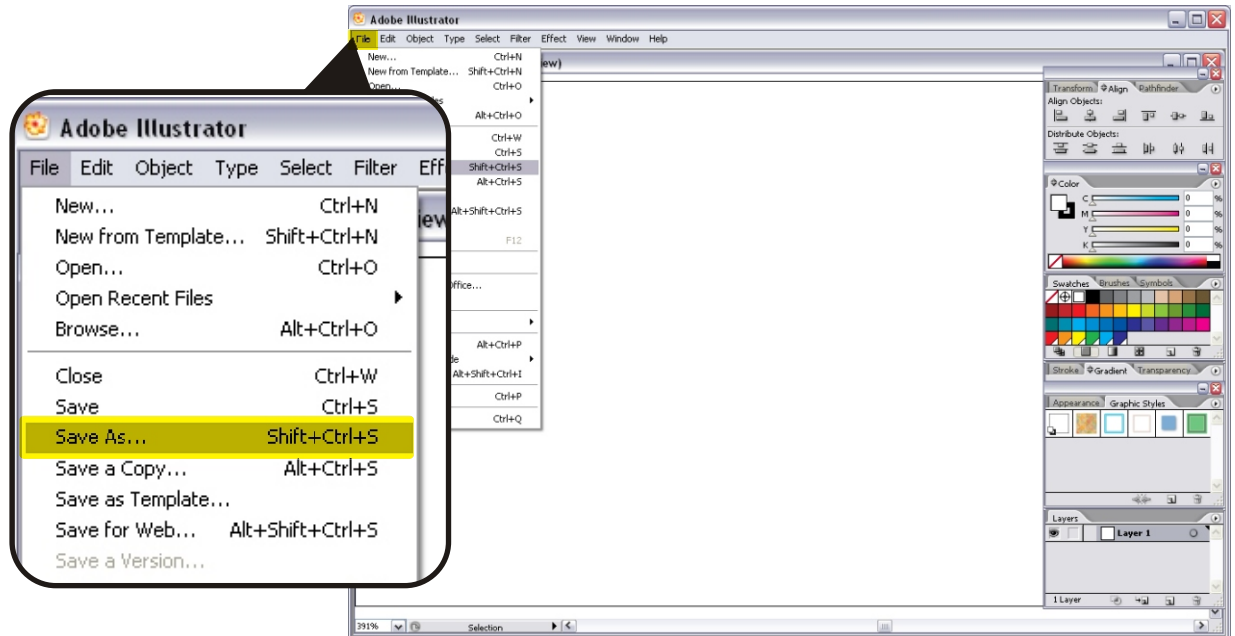 Adobe Illustrator
File Edit Object Type Select Filter Effect View Window Help
New... Ctrl+N
New from Template... Shift+Ctrl+N
Open... Ctrl+O
es
Alt+Ctrl+O
Ctrl+W
Ctrl+S
Shift+Ctrl+S
Alt+Ctrl+S
Alt+Shift+Ctrl+S
F12
Office...
Alt+Ctrl+P
de
Alt+Shift+Ctrl+I
Ctrl+P
Ctrl+Q
ew)
Adobe Illustrator
File Edit Object Type Select Filter Eff
New... Ctrl+N
New from Template... Shift+Ctrl+N
Open... Ctrl+O
Open Recent Files
Browse... Alt+Ctrl+O
Close Ctrl+W
Save Ctrl+S
Save As... Shift+Ctrl+S
Save a Copy... Alt+Ctrl+S
Save as Template...
Save for Web... Alt+Shift+Ctrl+S
Save a Version...
iew
Transform Align Pathfinder
Align Objects:
Distribute Objects:
Color
C 0 %
M 0 %
Y 0 %
K 0 %
Swatches Brushes Symbols
Stroke Gradient Transparency
Appearance Graphic Styles
Layers
Layer 1
1 Layer
391% Selection